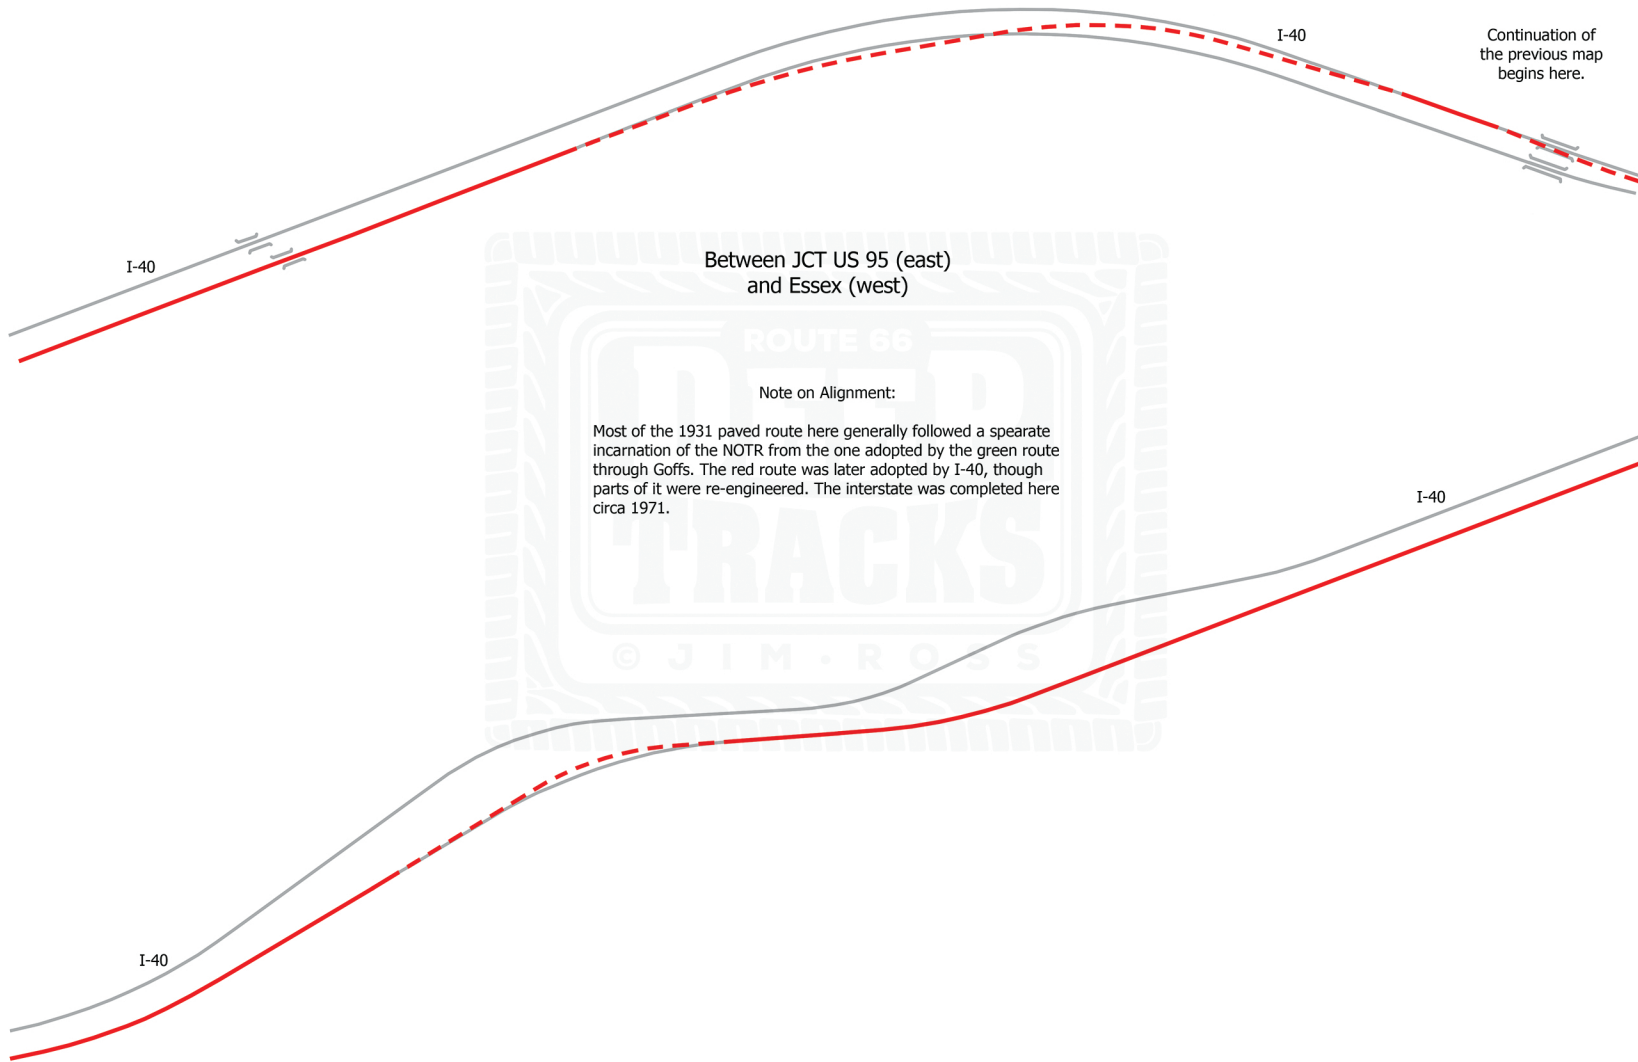 I-40
Continuation of
the previous map
begins here.
I-40
Between JCT US 95 (east)
and Essex (west)
ROUTE 66
DEEP
Note on Alignment:
Most of the 1931 paved route here generally followed a spearate
incarnation of the NOTR from the one adopted by the green route
through Goffs. The red route was later adopted by I-40, though
parts of it were re-engineered. The interstate was completed here
circa 1971.
I-40
TRACKS
© JIM • ROSS
I-40